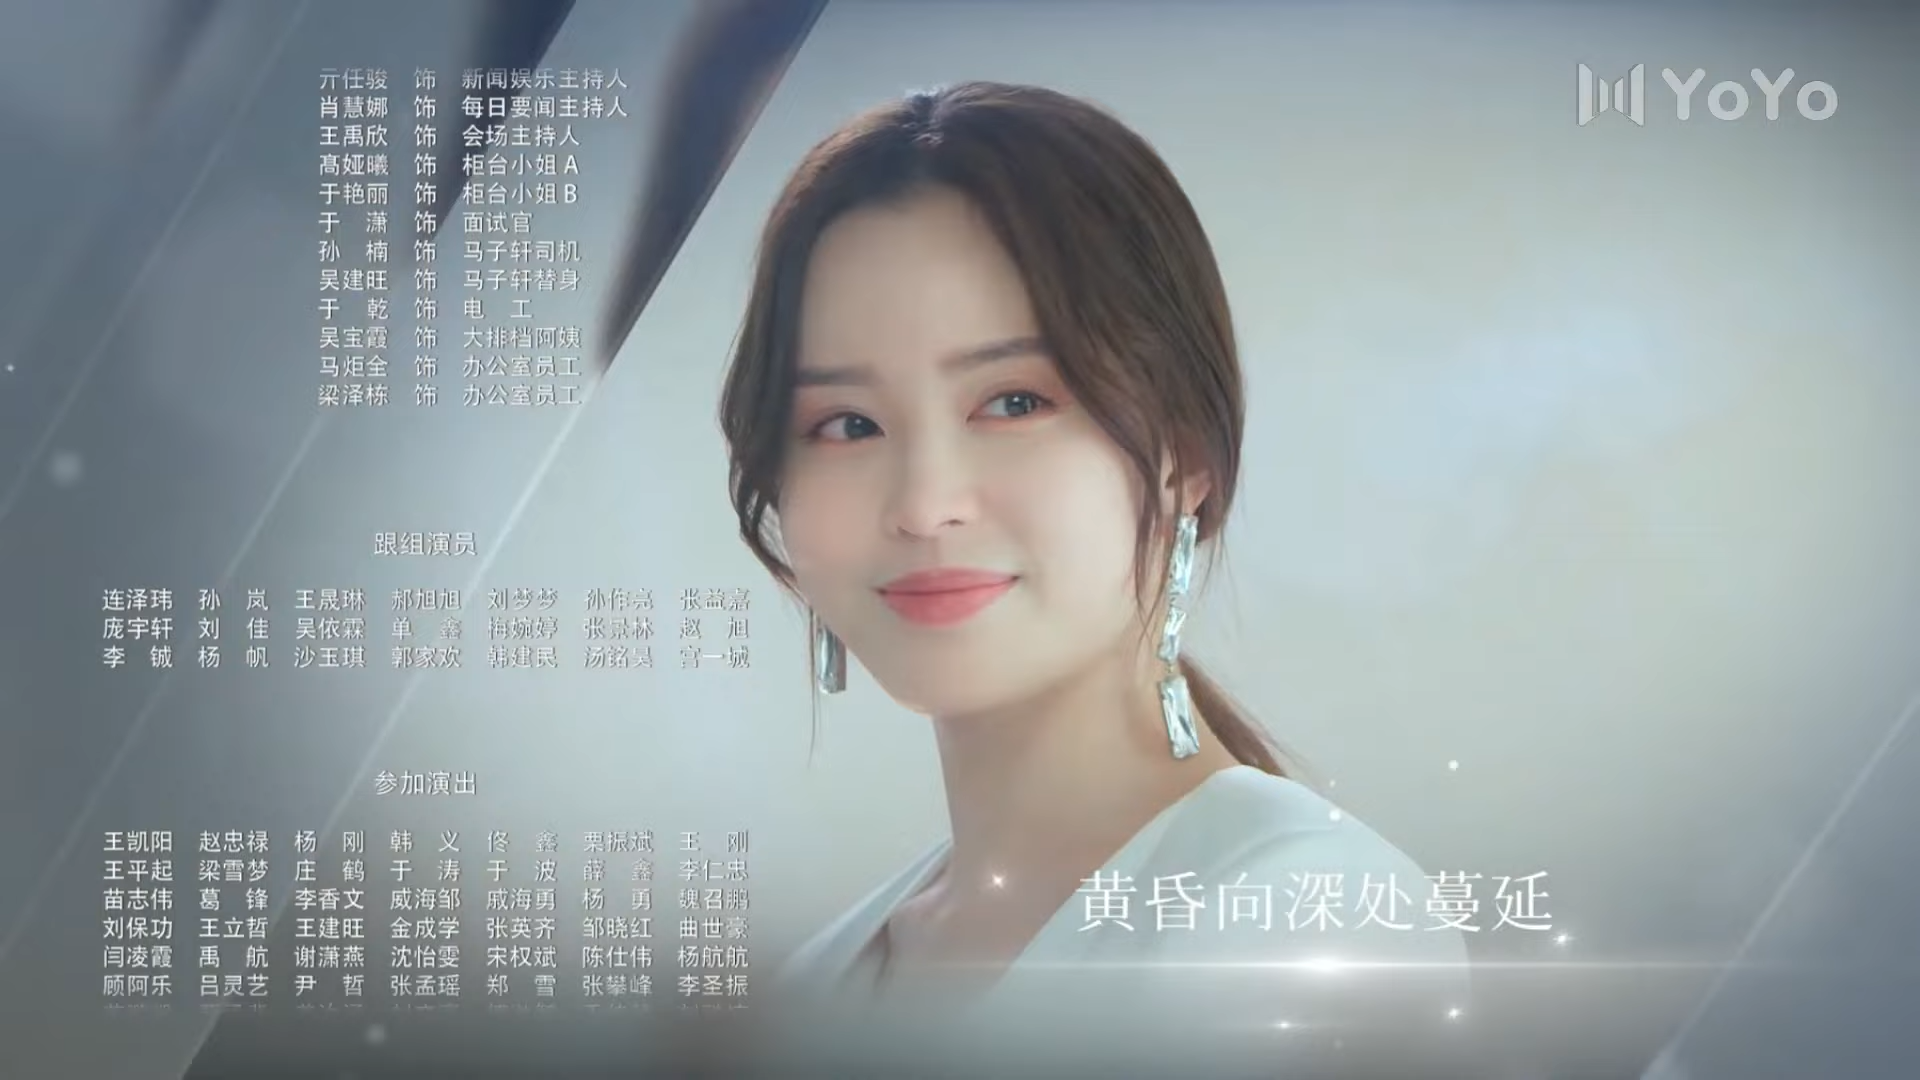 亓任骏 饰 新闻娱乐主持人
肖慧娜 饰 每日要闻主持人
王禹欣 饰 会场主持人
髙娅曦 饰 柜台小姐 A
于艳丽 饰 柜台小姐 B
于 潇 饰 面试官
孙 楠 饰 马子轩司机
吴建旺 饰 马子轩替身
于 乾 饰 电 工
吴宝霞 饰 大排档阿姨
马炬全 饰 办公室员工
梁泽栋 饰 办公室员工
跟组演员
连泽玮 孙 岚 王晟琳 郝旭旭 刘梦梦 孙作亮 张益嘉
庞宇轩 刘 佳 吴依霖 单 鑫 梅婉婷 张景林 赵 旭
李 铖 杨 帆 沙玉琪 郭家欢 韩建民 汤铭昊 宫一城
参加演出
王凯阳 赵忠禄 杨 刚 韩 义 佟 鑫 栗振斌 王 刚
王平起 梁雪梦 庄 鹤 于 涛 于 波 薛 鑫 李仁忠
苗志伟 葛 锋 李香文 威海邹 戚海勇 杨 勇 魏召鹏
刘保功 王立哲 王建旺 金成学 张英齐 邹晓红 曲世豪
闫凌霞 禹 航 谢潇燕 沈怡雯 宋权斌 陈仕伟 杨航航
顾阿乐 吕灵艺 尹 哲 张孟瑶 郑 雪 张攀峰 李圣振
YoYo
黄昏向深处蔓延